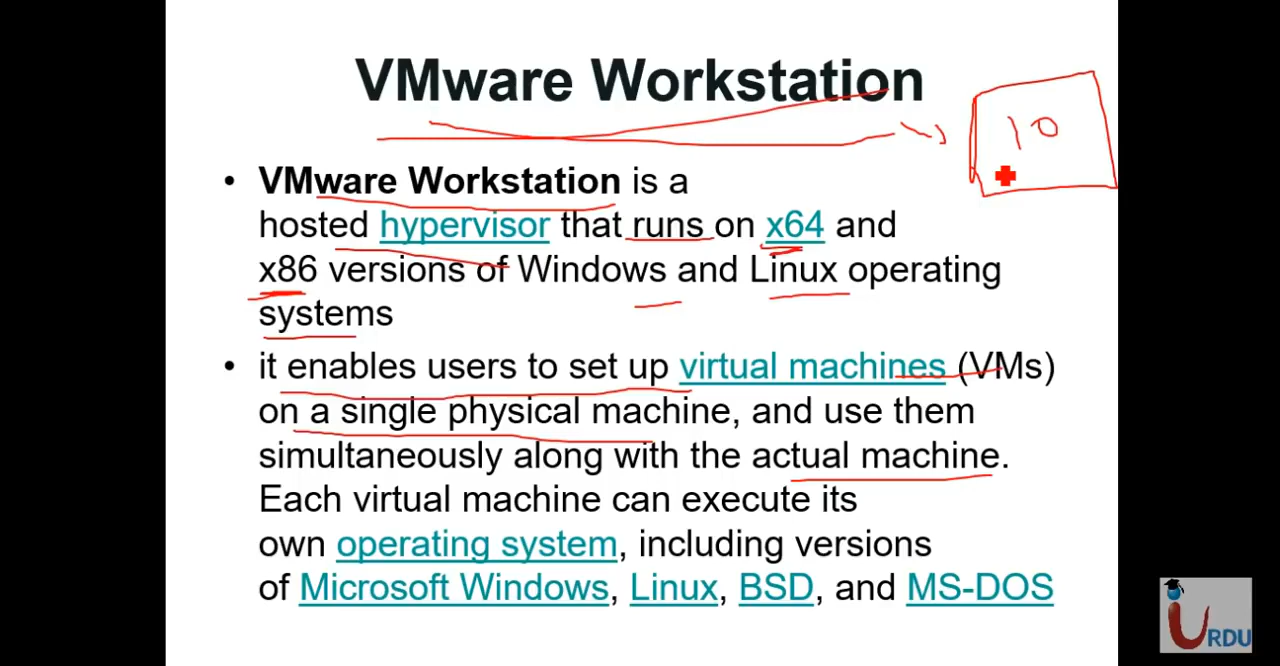 VMware Workstation
10
• VMware Workstation is a
hosted hypervisor that runs on x64 and
x86 versions of Windows and Linux operating
systems
• it enables users to set up virtual machines (VMs)
on a single physical machine, and use them
simultaneously along with the actual machine.
Each virtual machine can execute its
own operating system, including versions
of Microsoft Windows, Linux, BSD, and MS-DOS
iURDU